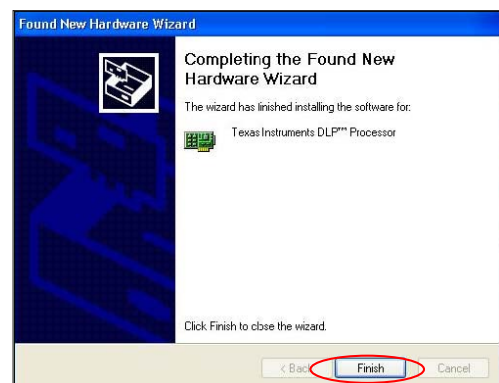 Found New Hardware Wizard
Completing the Found New
Hardware Wizard
The wizard has finished installing the software for:
Texas Instruments DLP™ Processor
Click Finish to close the wizard.
< Back
Finish
Cancel